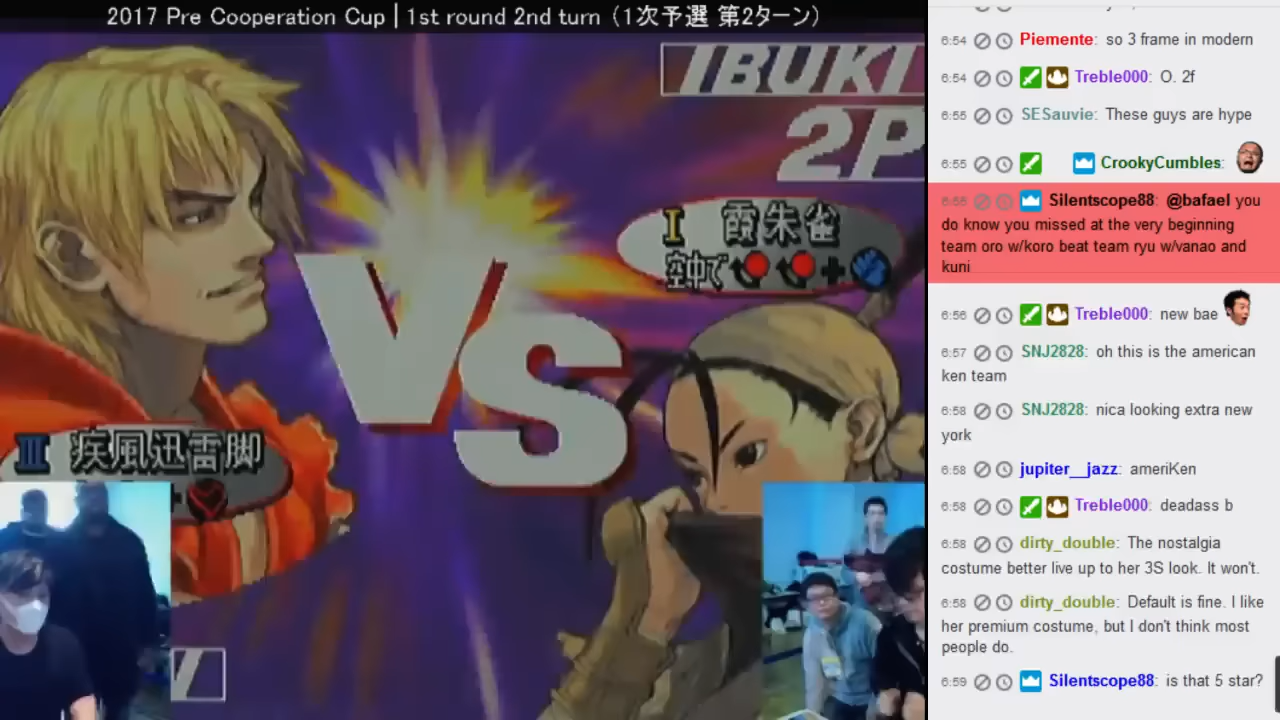 2017 Pre Cooperation Cup | 1st round 2nd turn (1次予選 第2ターン)
IBUKI
2P
I 霞朱雀
空中で
VS
III 疾風迅雷脚
6:54 Piemente: so 3 frame in modern
6:54 Treble000: O. 2f
6:55 SESauvie: These guys are hype
6:55 CrookyCumbles:
6:56 Silentscope88: @bafael you
do know you missed at the very beginning
team oro w/koro beat team ryu w/vanao and
kuni
6:56 Treble000: new bae
6:57 SNJ2828: oh this is the american
ken team
6:58 SNJ2828: nica looking extra new
york
6:58 jupiter__jazz: ameriKen
6:58 Treble000: deadass b
6:58 dirty_double: The nostalgia
costume better live up to her 3S look. It won't.
6:58 dirty_double: Default is fine. I like
her premium costume, but I don't think most
people do.
6:59 Silentscope88: is that 5 star?